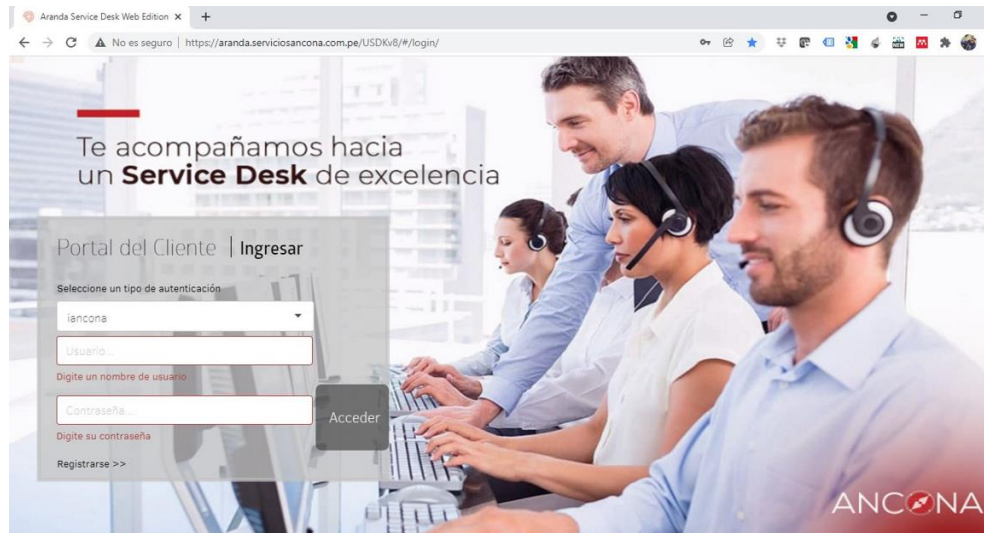 Aranda Service Desk Web Edition
No es seguro | https://aranda.serviciosancona.com.pe/USDKv8/#/login/
Te acompañamos hacia
un Service Desk de excelencia
Portal del Cliente | Ingresar
Seleccione un tipo de autenticación
iancona
Usuario...
Digite un nombre de usuario
Contraseña...
Acceder
Digite su contraseña
Registrarse >>
ANCONA